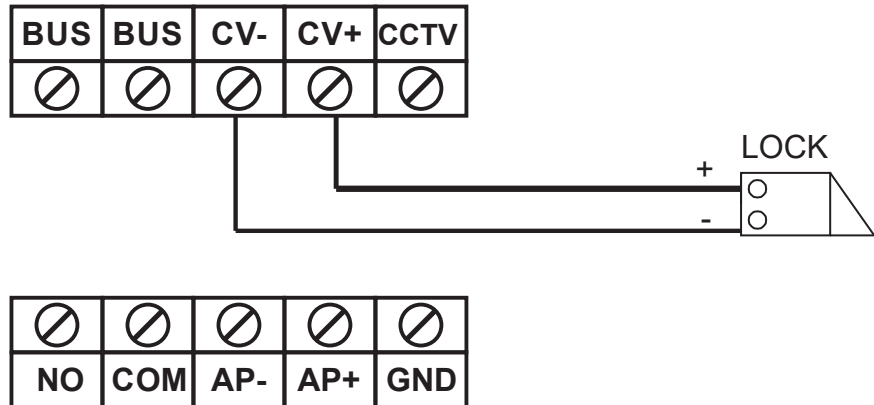 BUS BUS CV- CV+ CCTV
LOCK
+
-
NO COM AP- AP+ GND